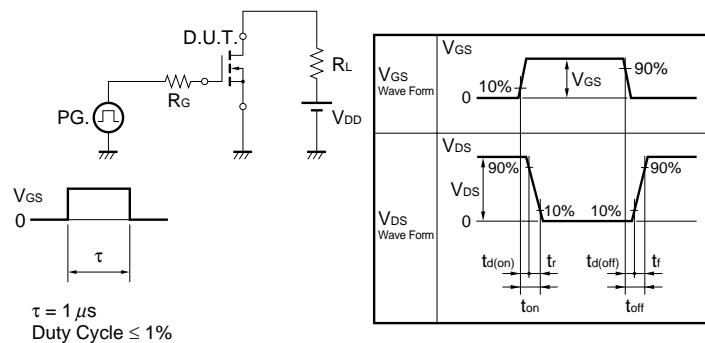 D.U.T.
RL
RG
PG.
VDD
VGS
0
τ
τ = 1 μs
Duty Cycle ≤ 1%
VGS
Wave Form
VGS
10%
VGS
90%
0
VDS
Wave Form
VDS
90%
VDS
90%
10%
10%
0
td(on)
tr
td(off)
tf
ton
toff